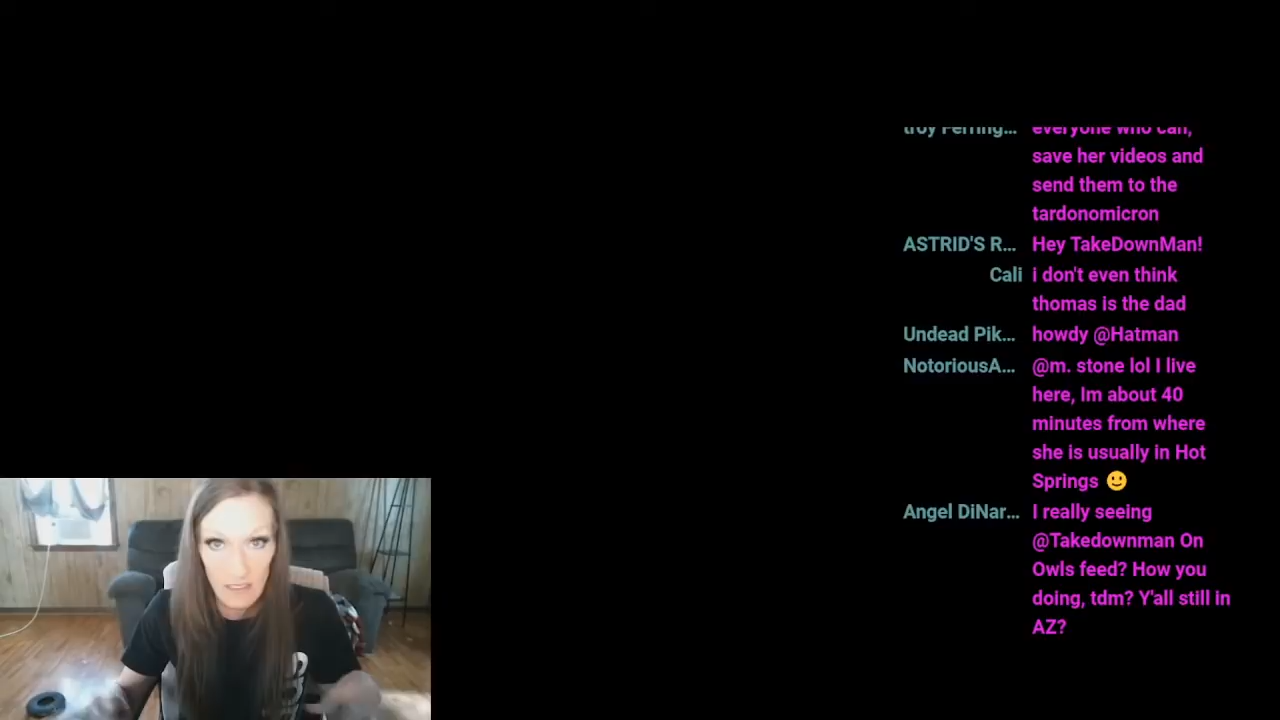 troy Ferring... everyone who can,
save her videos and
send them to the
tardonomicron
ASTRID'S R... Hey TakeDownMan!
Cali i don't even think
thomas is the dad
Undead Pik... howdy @Hatman
NotoriousA... @m. stone lol I live
here, Im about 40
minutes from where
she is usually in Hot
Springs 🙂
Angel DiNar... I really seeing
@Takedownman On
Owls feed? How you
doing, tdm? Y'all still in
AZ?